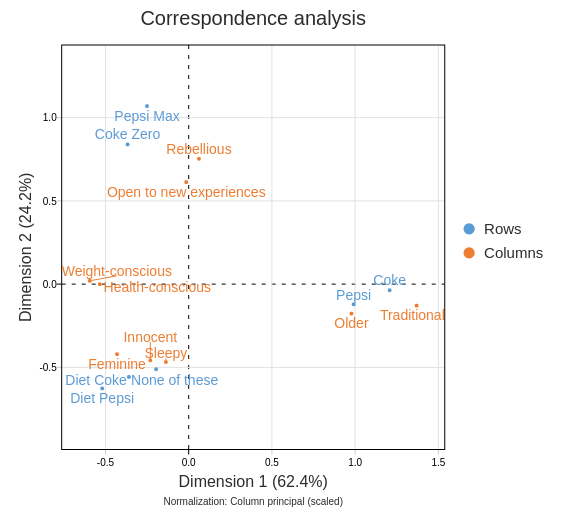 Correspondence analysis
Pepsi Max
Coke Zero
Rebellious
Open to new experiences
Weight-conscious
Health-conscious
Coke
Pepsi
Traditional
Older
Innocent
Sleepy
Feminine
Diet Coke None of these
Diet Pepsi
1.0
0.5
0.0
-0.5
Dimension 2 (24.2%)
-0.5 0.0 0.5 1.0 1.5
Dimension 1 (62.4%)
Normalization: Column principal (scaled)
Rows
Columns